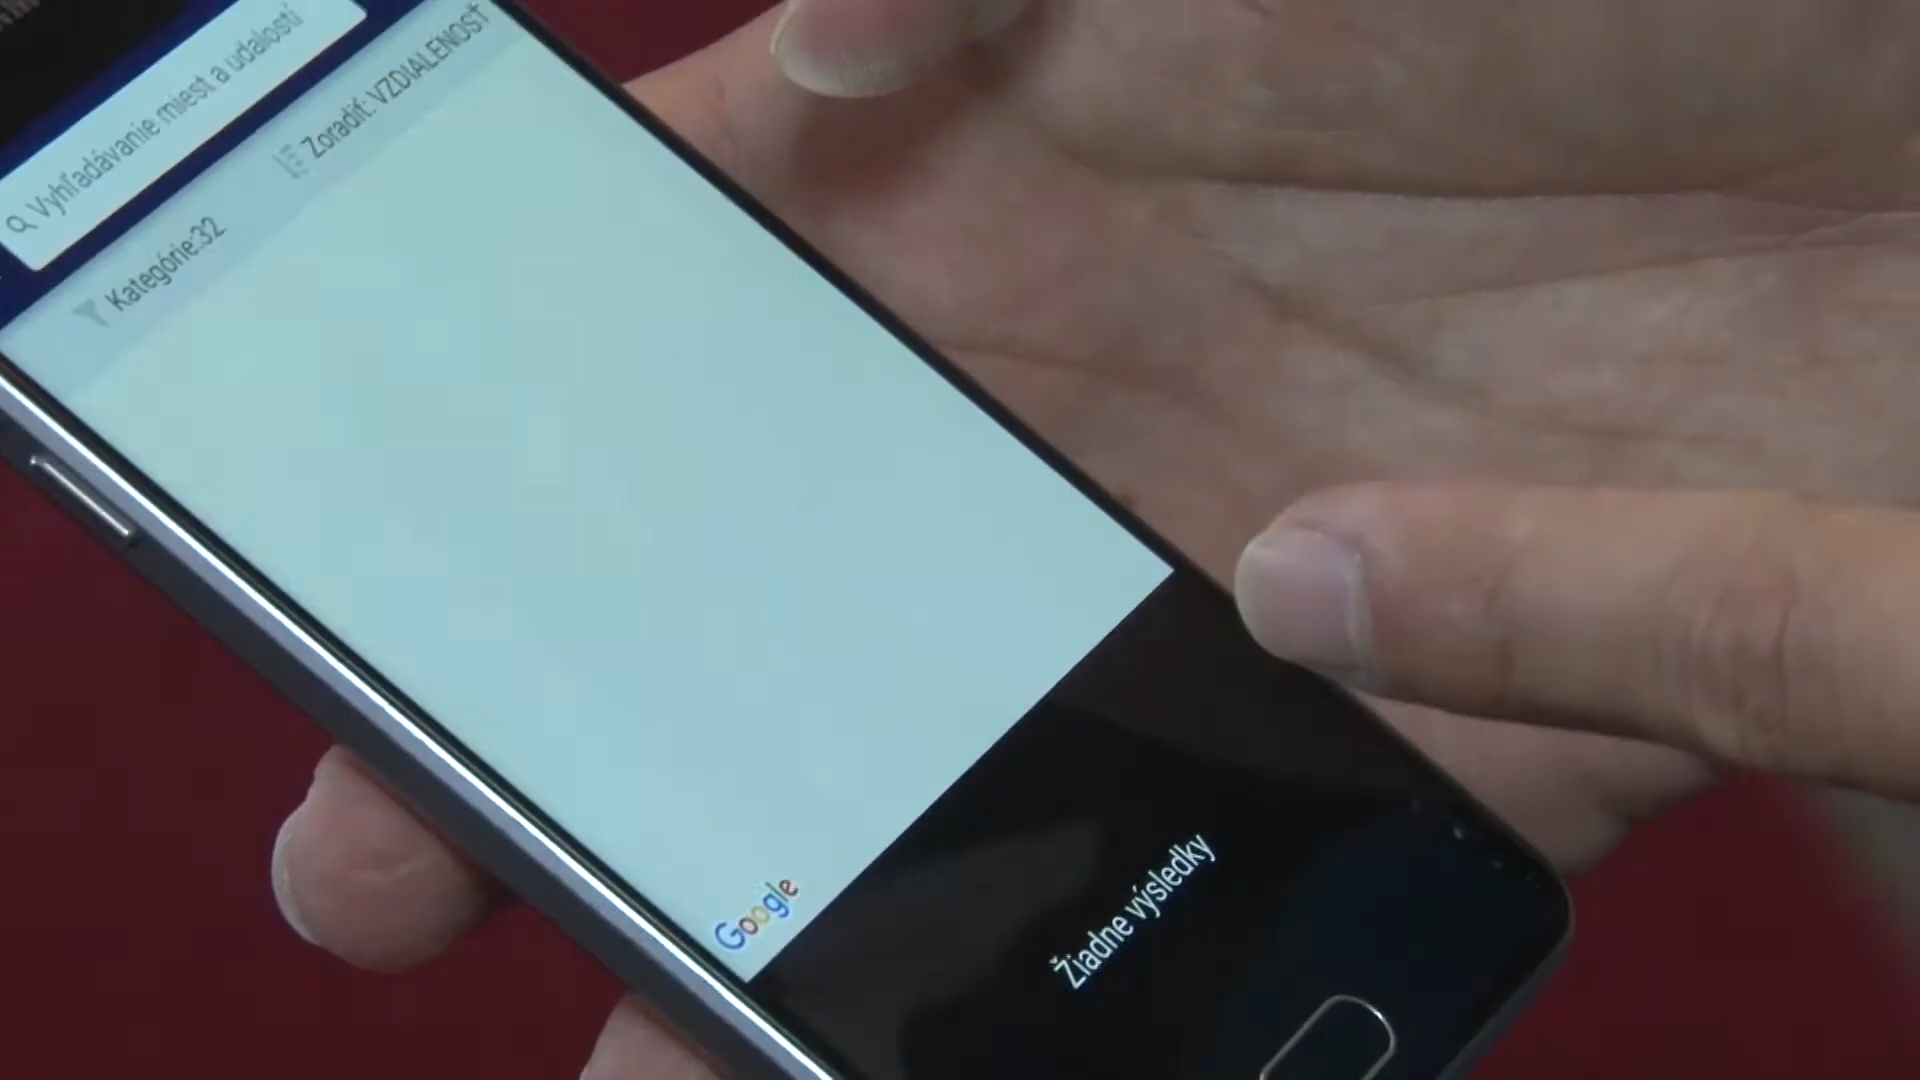 Vyhľadávanie miest a udalostí
Kategórie:32
Zoradiť: VZDIALENOSŤ
Google
Žiadne výsledky